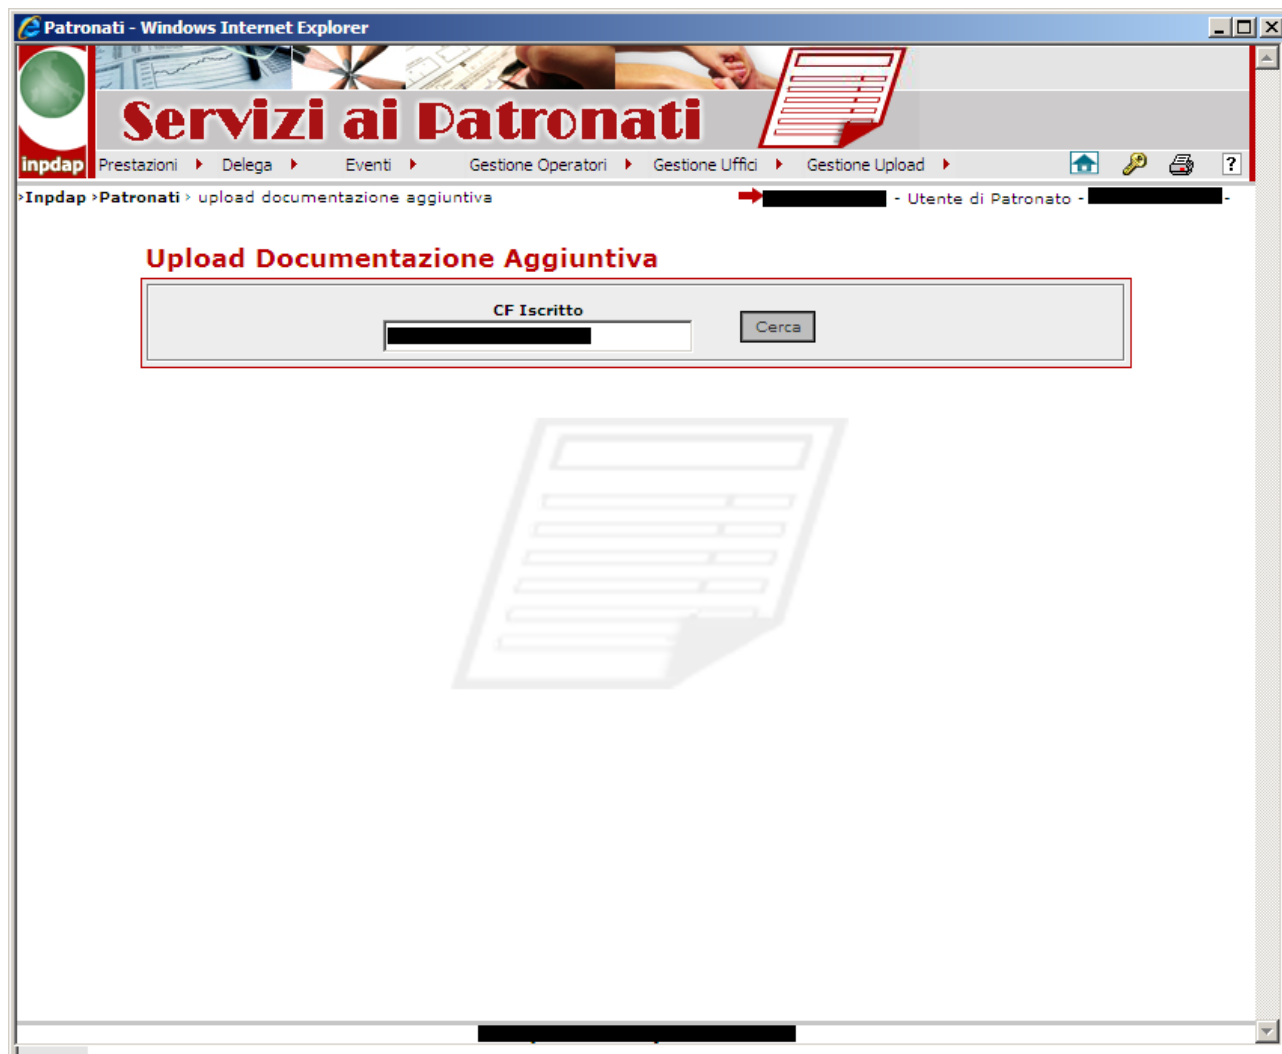 Patronati - Windows Internet Explorer
Servizi ai Patronati
inpdap Prestazioni Delega Eventi Gestione Operatori Gestione Uffici Gestione Upload ?
›Inpdap ›Patronati › upload documentazione aggiuntiva - Utente di Patronato - -
Upload Documentazione Aggiuntiva
CF Iscritto
Cerca